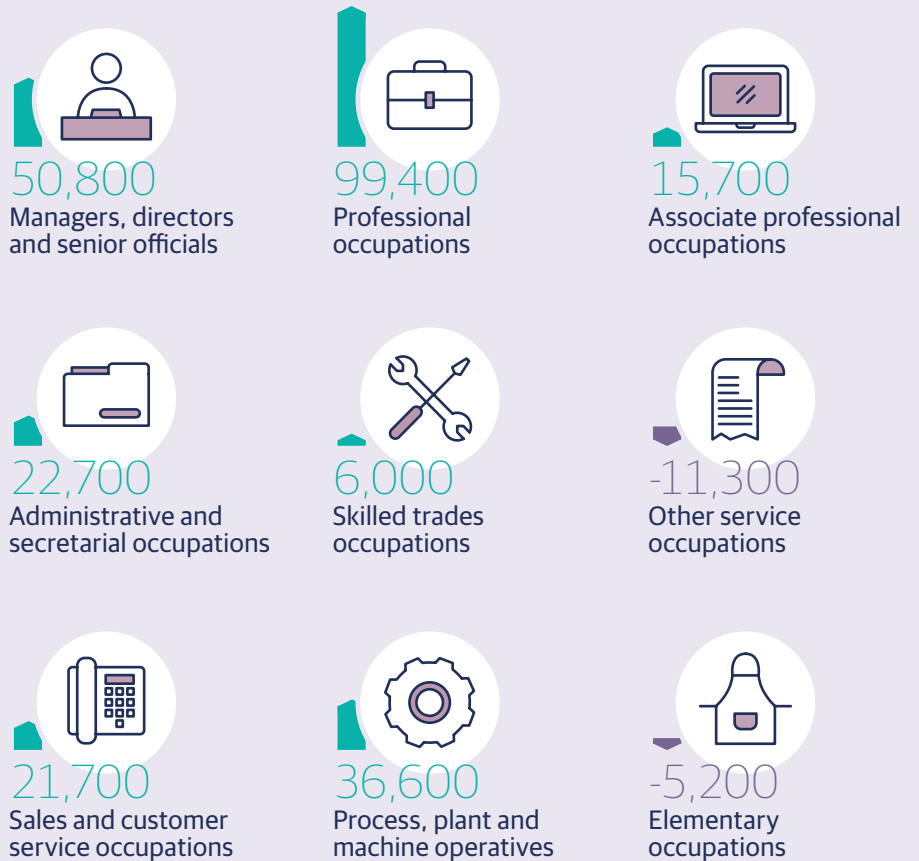 50,800
Managers, directors
and senior officials
99,400
Professional
occupations
15,700
Associate professional
occupations
22,700
Administrative and
secretarial occupations
6,000
Skilled trades
occupations
-11,300
Other service
occupations
21,700
Sales and customer
service occupations
36,600
Process, plant and
machine operatives
-5,200
Elementary
occupations